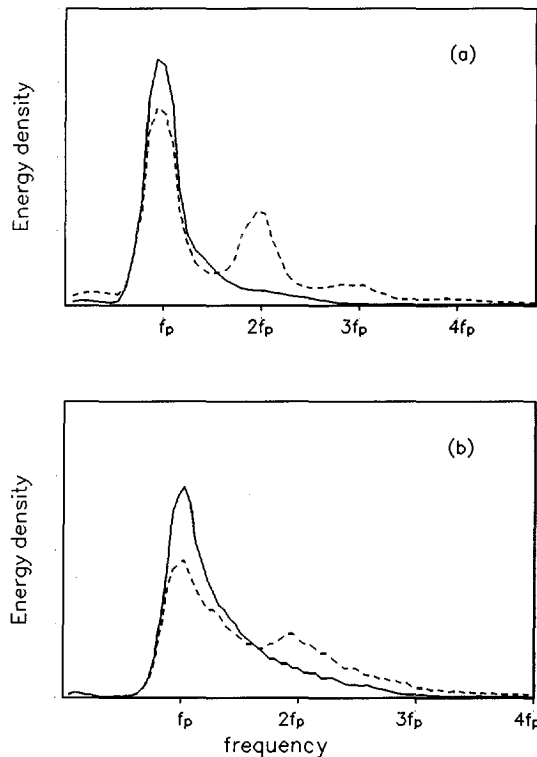 (a)
Energy density
fₚ 2fₚ 3fₚ 4fₚ
(b)
Energy density
fₚ 2fₚ 3fₚ 4fₚ
frequency